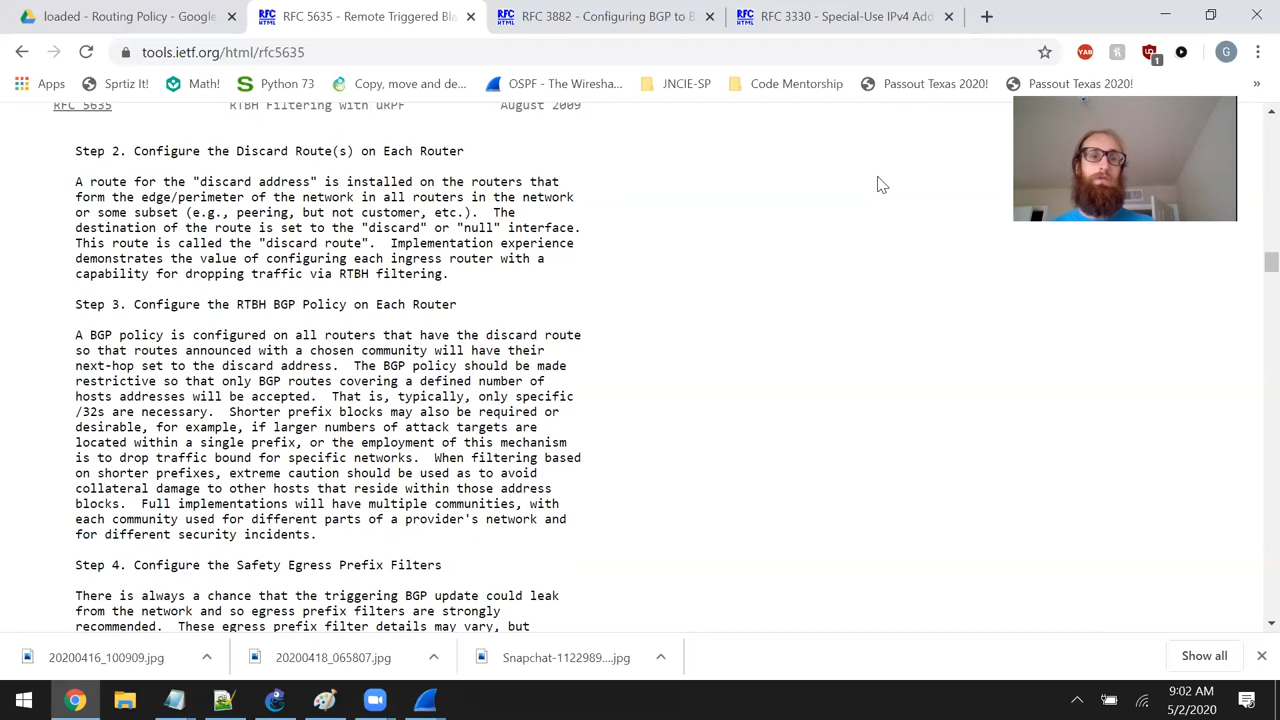 loaded - Routing Policy - Google
RFC 5635 - Remote Triggered Bla
RFC 3882 - Configuring BGP to
RFC 3330 - Special-Use IPv4 Ad
tools.ietf.org/html/rfc5635
YAB
1
G
Apps
Sprtiz It!
Math!
Python 73
Copy, move and de...
OSPF - The Wiresha...
JNCIE-SP
Code Mentorship
Passout Texas 2020!
Passout Texas 2020!
»
RFC 5635 RTBH Filtering with uRPF August 2009
Step 2. Configure the Discard Route(s) on Each Router
A route for the "discard address" is installed on the routers that
form the edge/perimeter of the network in all routers in the network
or some subset (e.g., peering, but not customer, etc.). The
destination of the route is set to the "discard" or "null" interface.
This route is called the "discard route". Implementation experience
demonstrates the value of configuring each ingress router with a
capability for dropping traffic via RTBH filtering.
Step 3. Configure the RTBH BGP Policy on Each Router
A BGP policy is configured on all routers that have the discard route
so that routes announced with a chosen community will have their
next-hop set to the discard address. The BGP policy should be made
restrictive so that only BGP routes covering a defined number of
hosts addresses will be accepted. That is, typically, only specific
/32s are necessary. Shorter prefix blocks may also be required or
desirable, for example, if larger numbers of attack targets are
located within a single prefix, or the employment of this mechanism
is to drop traffic bound for specific networks. When filtering based
on shorter prefixes, extreme caution should be used as to avoid
collateral damage to other hosts that reside within those address
blocks. Full implementations will have multiple communities, with
each community used for different parts of a provider's network and
for different security incidents.
Step 4. Configure the Safety Egress Prefix Filters
There is always a chance that the triggering BGP update could leak
from the network and so egress prefix filters are strongly
recommended. These egress prefix filter details may vary, but
20200416_100909.jpg
20200418_065807.jpg
Snapchat-1122989....jpg
Show all
9:02 AM
5/2/2020